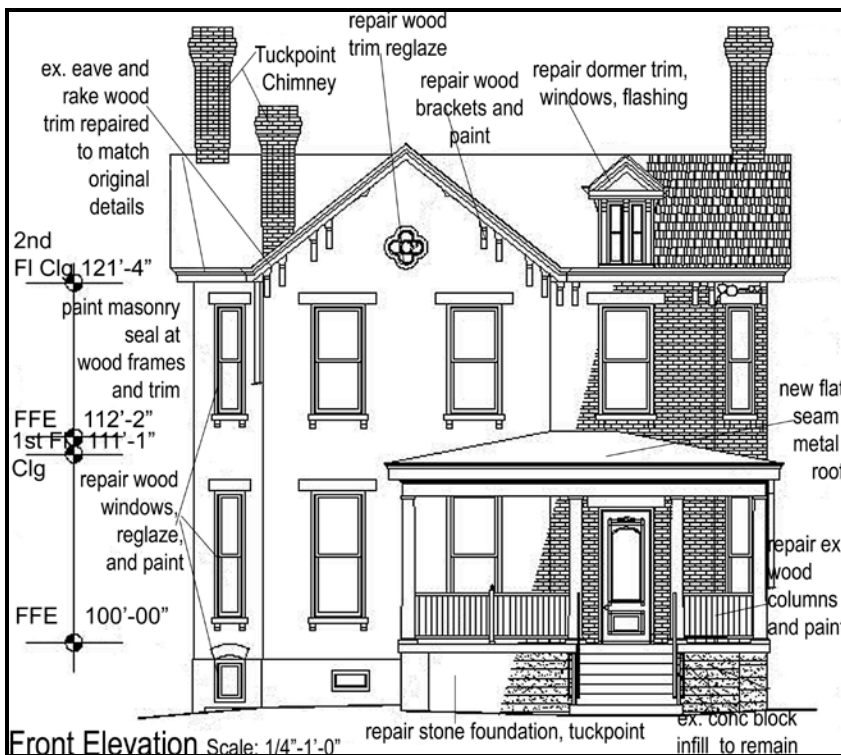 repair wood
trim reglaze
Tuckpoint
Chimney
ex. eave and
rake wood
trim repaired
to match
original
details
repair wood
brackets and
paint
repair dormer trim,
windows, flashing
2nd
Fl Clg 121'-4"
paint masonry
seal at
wood frames
and trim
new flat
seam
metal
roof
FFE 112'-2"
1st Fl 111'-1"
Clg
repair wood
windows,
reglaze,
and paint
repair ex
wood
columns
and paint
FFE 100'-00"
repair stone foundation, tuckpoint
ex. conc block
infill to remain
Front Elevation Scale: 1/4"-1'-0"